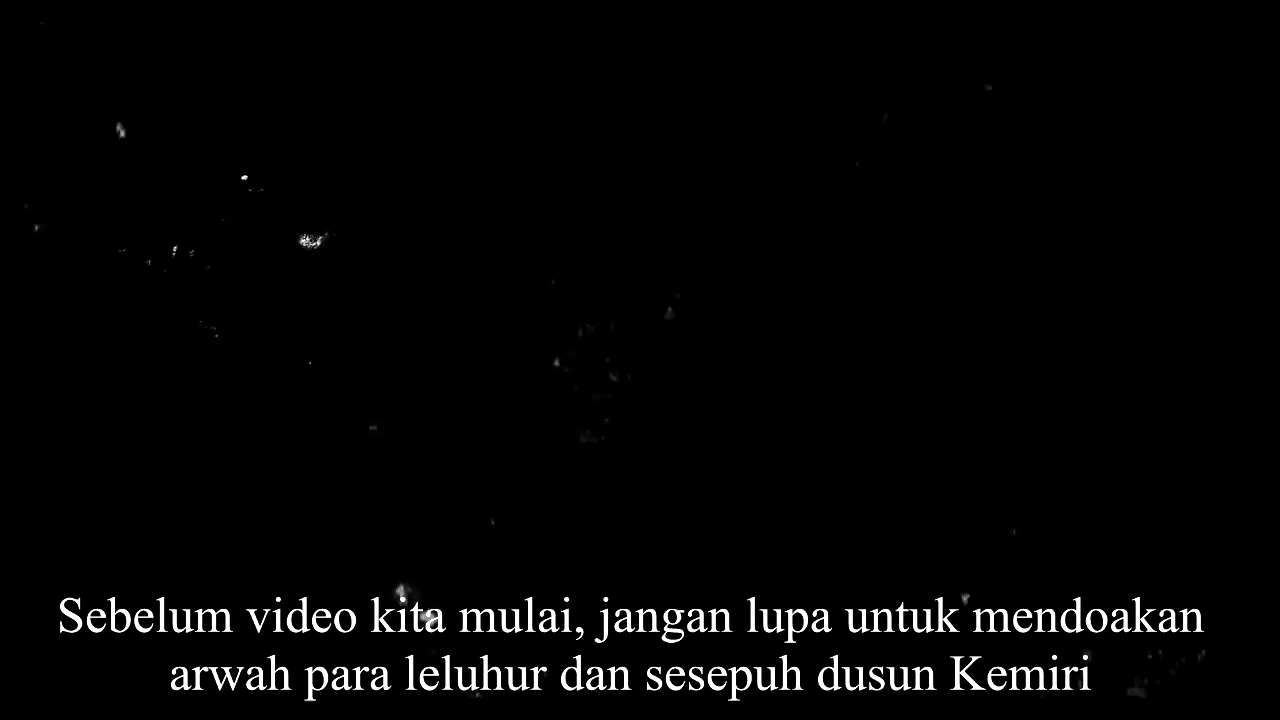 Sebelum video kita mulai, jangan lupa untuk mendoakan
arwah para leluhur dan sesepuh dusun Kemiri